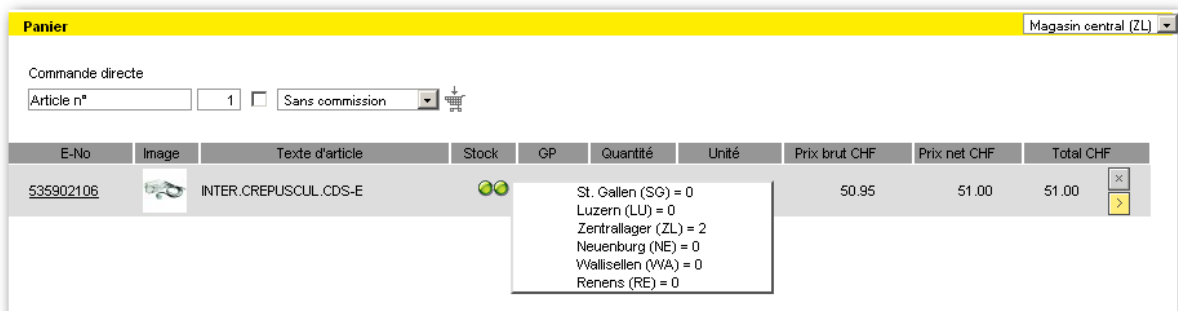 Panier
Magasin central (ZL)
Commande directe
Article n°
1
Sans commission
E-No Image Texte d'article Stock GP Quantité Unité Prix brut CHF Prix net CHF Total CHF
535902106 INTER.CREPUSCUL.CDS-E 50.95 51.00 51.00
St. Gallen (SG) = 0
Luzern (LU) = 0
Zentrallager (ZL) = 2
Neuenburg (NE) = 0
Wallisellen (WA) = 0
Renens (RE) = 0